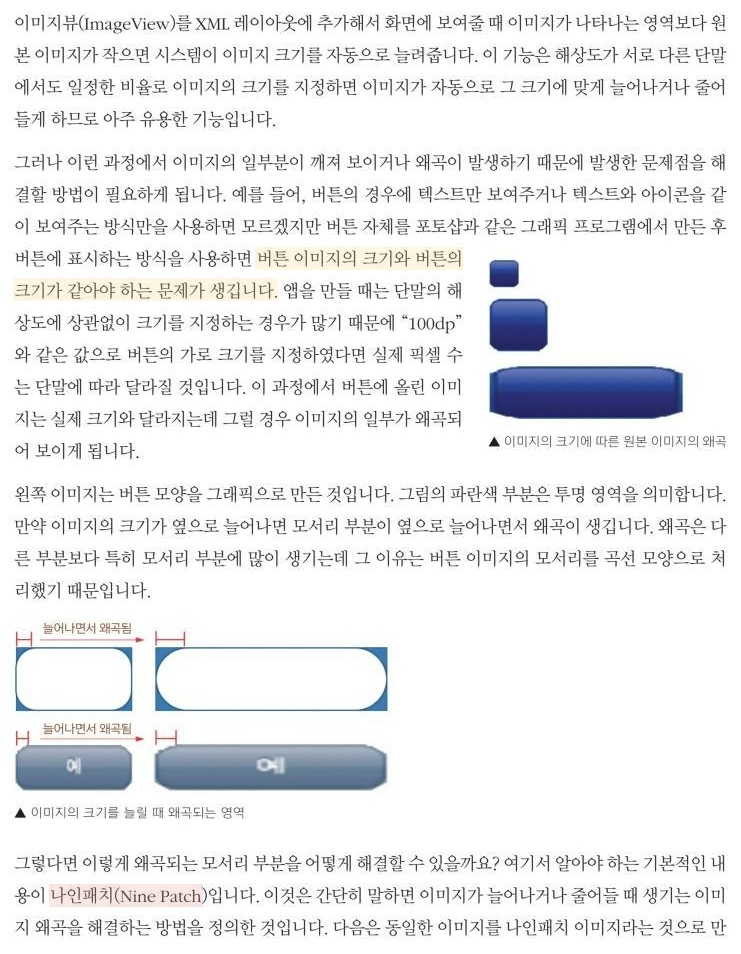 이미지뷰(ImageView)를 XML 레이아웃에 추가해서 화면에 보여줄 때 이미지가 나타나는 영역보다 원
본 이미지가 작으면 시스템이 이미지 크기를 자동으로 늘려줍니다. 이 기능은 해상도가 서로 다른 단말
에서도 일정한 비율로 이미지의 크기를 지정하면 이미지가 자동으로 그 크기에 맞게 늘어나거나 줄어
들게 하므로 아주 유용한 기능입니다.
그러나 이런 과정에서 이미지의 일부분이 깨져 보이거나 왜곡이 발생하기 때문에 발생한 문제점을 해
결할 방법이 필요하게 됩니다. 예를 들어, 버튼의 경우에 텍스트만 보여주거나 텍스트와 아이콘을 같
이 보여주는 방식만을 사용하면 모르겠지만 버튼 자체를 포토샵과 같은 그래픽 프로그램에서 만든 후
버튼에 표시하는 방식을 사용하면 버튼 이미지의 크기와 버튼의
크기가 같아야 하는 문제가 생깁니다. 앱을 만들 때는 단말의 해
상도에 상관없이 크기를 지정하는 경우가 많기 때문에 “100dp”
와 같은 값으로 버튼의 가로 크기를 지정하였다면 실제 픽셀 수
는 단말에 따라 달라질 것입니다. 이 과정에서 버튼에 올린 이미
지는 실제 크기와 달라지는데 그럴 경우 이미지의 일부가 왜곡되
어 보이게 됩니다.
▲ 이미지의 크기에 따른 원본 이미지의 왜곡
왼쪽 이미지는 버튼 모양을 그래픽으로 만든 것입니다. 그림의 파란색 부분은 투명 영역을 의미합니다.
만약 이미지의 크기가 옆으로 늘어나면 모서리 부분이 옆으로 늘어나면서 왜곡이 생깁니다. 왜곡은 다
른 부분보다 특히 모서리 부분에 많이 생기는데 그 이유는 버튼 이미지의 모서리를 곡선 모양으로 처
리했기 때문입니다.
늘어나면서 왜곡됨
늘어나면서 왜곡됨
예
예
▲ 이미지의 크기를 늘릴 때 왜곡되는 영역
그렇다면 이렇게 왜곡되는 모서리 부분을 어떻게 해결할 수 있을까요? 여기서 알아야 하는 기본적인 내
용이 나인패치(Nine Patch)입니다. 이것은 간단히 말하면 이미지가 늘어나거나 줄어들 때 생기는 이미
지 왜곡을 해결하는 방법을 정의한 것입니다. 다음은 동일한 이미지를 나인패치 이미지라는 것으로 만